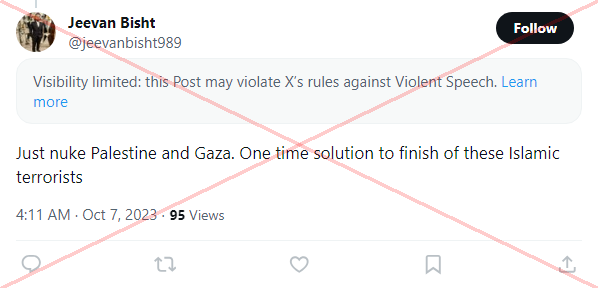 Jeevan Bisht
@jeevanbisht989
Follow
Visibility limited: this Post may violate X's rules against Violent Speech. Learn
more
Just nuke Palestine and Gaza. One time solution to finish of these Islamic
terrorists
4:11 AM · Oct 7, 2023 · 95 Views